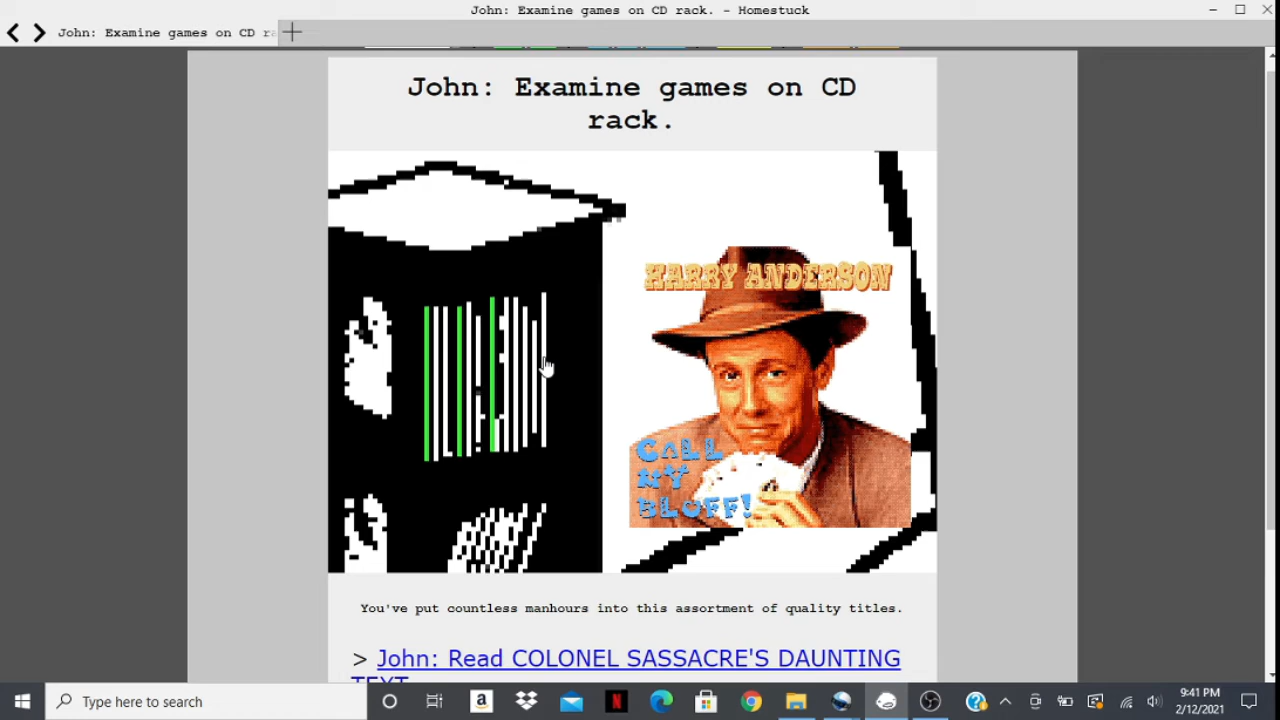 John: Examine games on CD rack. - Homestuck
John: Examine games on CD ra
John: Examine games on CD
rack.
HARRY ANDERSON
CALL
MY
BLUFF!
You've put countless manhours into this assortment of quality titles.
> John: Read COLONEL SASSACRE'S DAUNTING
TEXT
Type here to search
9:41 PM
2/12/2021